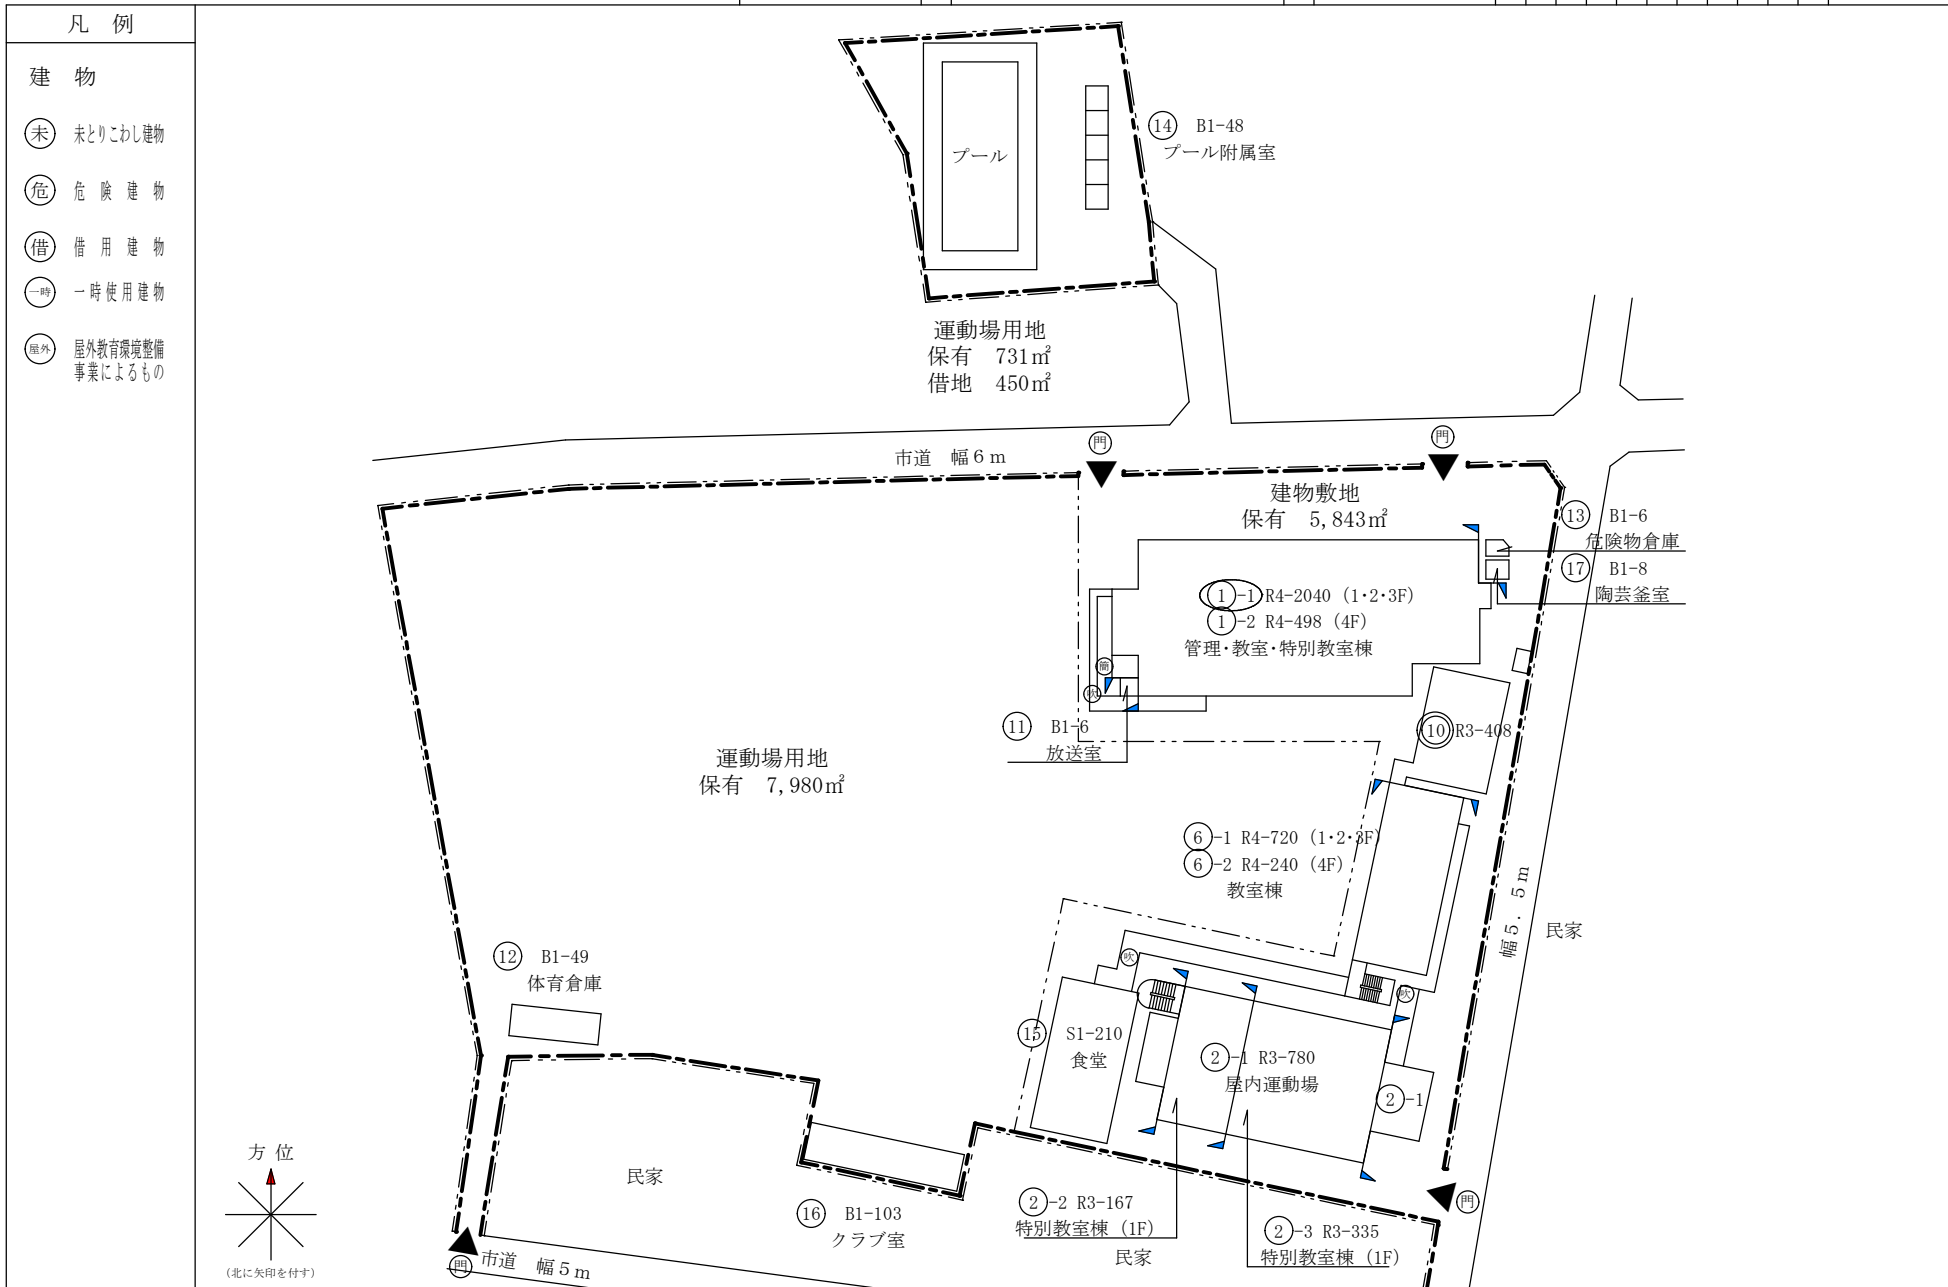 凡 例
建 物
未 未とりこわし建物
危 危 険 建 物
借 借 用 建 物
一時 一時使用建物
屋外 屋外教育環境整備
事業によるもの
プール
14 B1-48
プール附属室
運動場用地
保有 731㎡
借地 450㎡
市道 幅6m
門
門
建物敷地
保有 5,843㎡
13 B1-6
危険物倉庫
17 B1-8
陶芸釜室
1-1 R4-2040 (1・2・3F)
1-2 R4-498 (4F)
管理・教室・特別教室棟
簡
吹
11 B1-6
放送室
10 R3-408
運動場用地
保有 7,980㎡
6-1 R4-720 (1・2・3F)
6-2 R4-240 (4F)
教室棟
幅5.5m
民家
12 B1-49
体育倉庫
吹
吹
15 S1-210
食堂
2-1 R3-780
屋内運動場
2-1
方 位
(北に矢印を付す)
民家
16 B1-103
クラブ室
2-2 R3-167
特別教室棟 (1F)
2-3 R3-335
特別教室棟 (1F)
民家
門
門
市道 幅5m